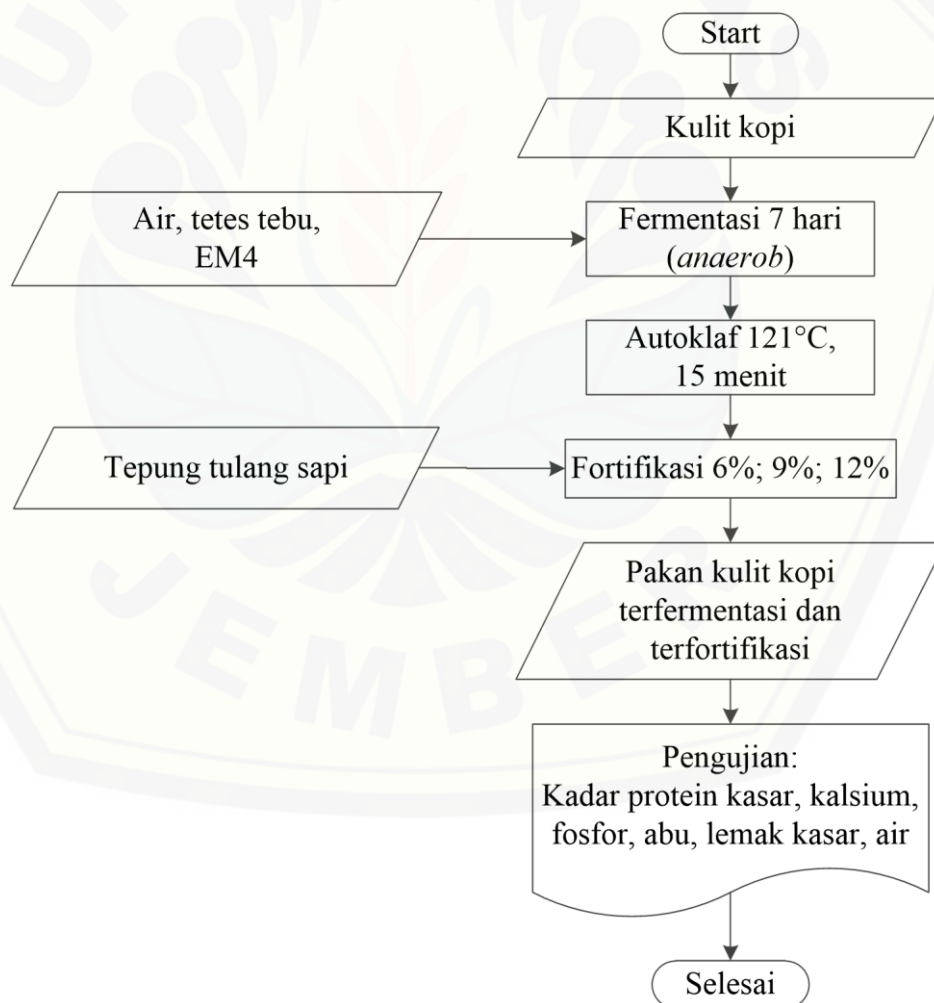 Start
Kulit kopi
Air, tetes tebu,
EM4
Fermentasi 7 hari
(anaerob)
Autoklaf 121°C,
15 menit
Tepung tulang sapi
Fortifikasi 6%; 9%; 12%
Pakan kulit kopi
terfermentasi dan
terfortifikasi
Pengujian:
Kadar protein kasar, kalsium,
fosfor, abu, lemak kasar, air
Selesai
JEMBER